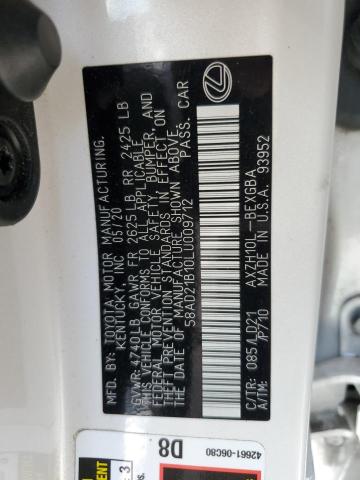 MFD. BY: TOYOTA MOTOR MANUFACTURING,
KENTUCKY, INC 05/20
GVWR: 4740LB GAWR FR 2625 LB RR 2425 LB
THIS VEHICLE CONFORMS TO ALL APPLICABLE
FEDERAL MOTOR VEHICLE SAFETY, BUMPER, AND
THEFT PREVENTION STANDARDS IN EFFECT ON
THE DATE OF MANUFACTURE SHOWN ABOVE.
58AD21B10LU009712 PASS. CAR
C/TR: 085/LD21 AXZH10L-BEXGBA
A/TM: /P710 MADE IN U.S.A. 93952
42661-06C80
D8
3